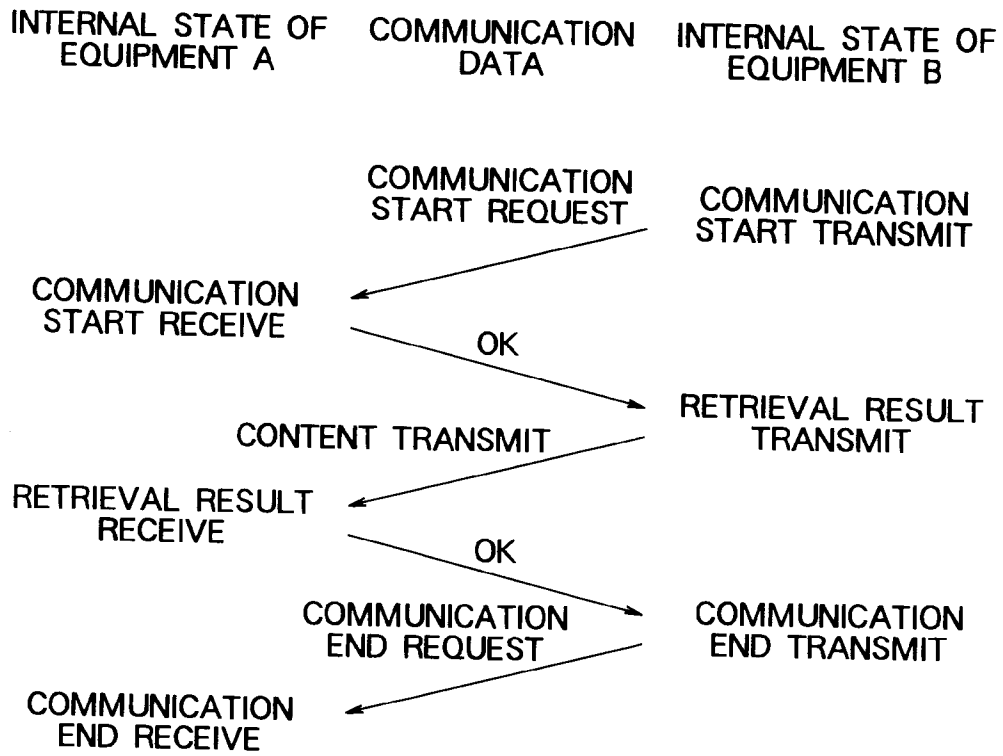 INTERNAL STATE OF
EQUIPMENT A
COMMUNICATION
DATA
INTERNAL STATE OF
EQUIPMENT B
COMMUNICATION
START REQUEST
COMMUNICATION
START TRANSMIT
COMMUNICATION
START RECEIVE
OK
RETRIEVAL RESULT
TRANSMIT
CONTENT TRANSMIT
RETRIEVAL RESULT
RECEIVE
OK
COMMUNICATION
END REQUEST
COMMUNICATION
END TRANSMIT
COMMUNICATION
END RECEIVE